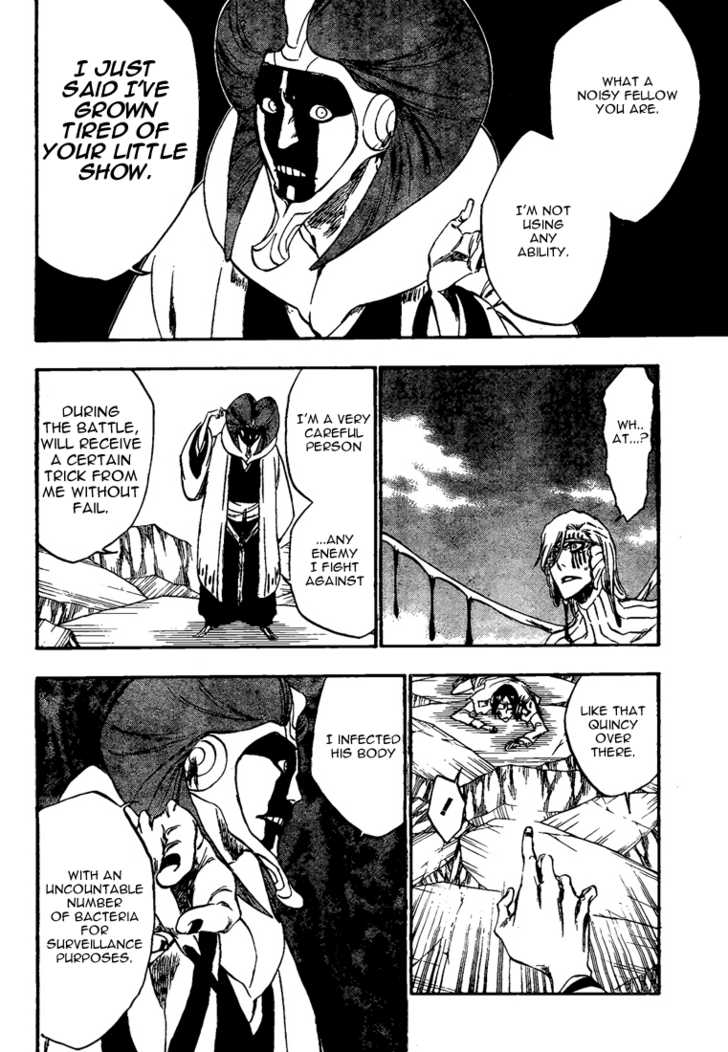 WHAT A
NOISY FELLOW
YOU ARE.
I'M NOT
USING
ANY
ABILITY.
I JUST
SAID I'VE
GROWN
TIRED OF
YOUR LITTLE
SHOW.
WH..
AT...?
I'M A VERY
CAREFUL
PERSON
...ANY
ENEMY
I FIGHT
AGAINST
DURING
THE BATTLE,
WILL RECEIVE
A CERTAIN
TRICK FROM
ME WITHOUT
FAIL.
LIKE THAT
QUINCY
OVER
THERE.
I INFECTED
HIS BODY
WITH AN
UNCOUNTABLE
NUMBER
OF BACTERIA
FOR
SURVEILLANCE
PURPOSES.